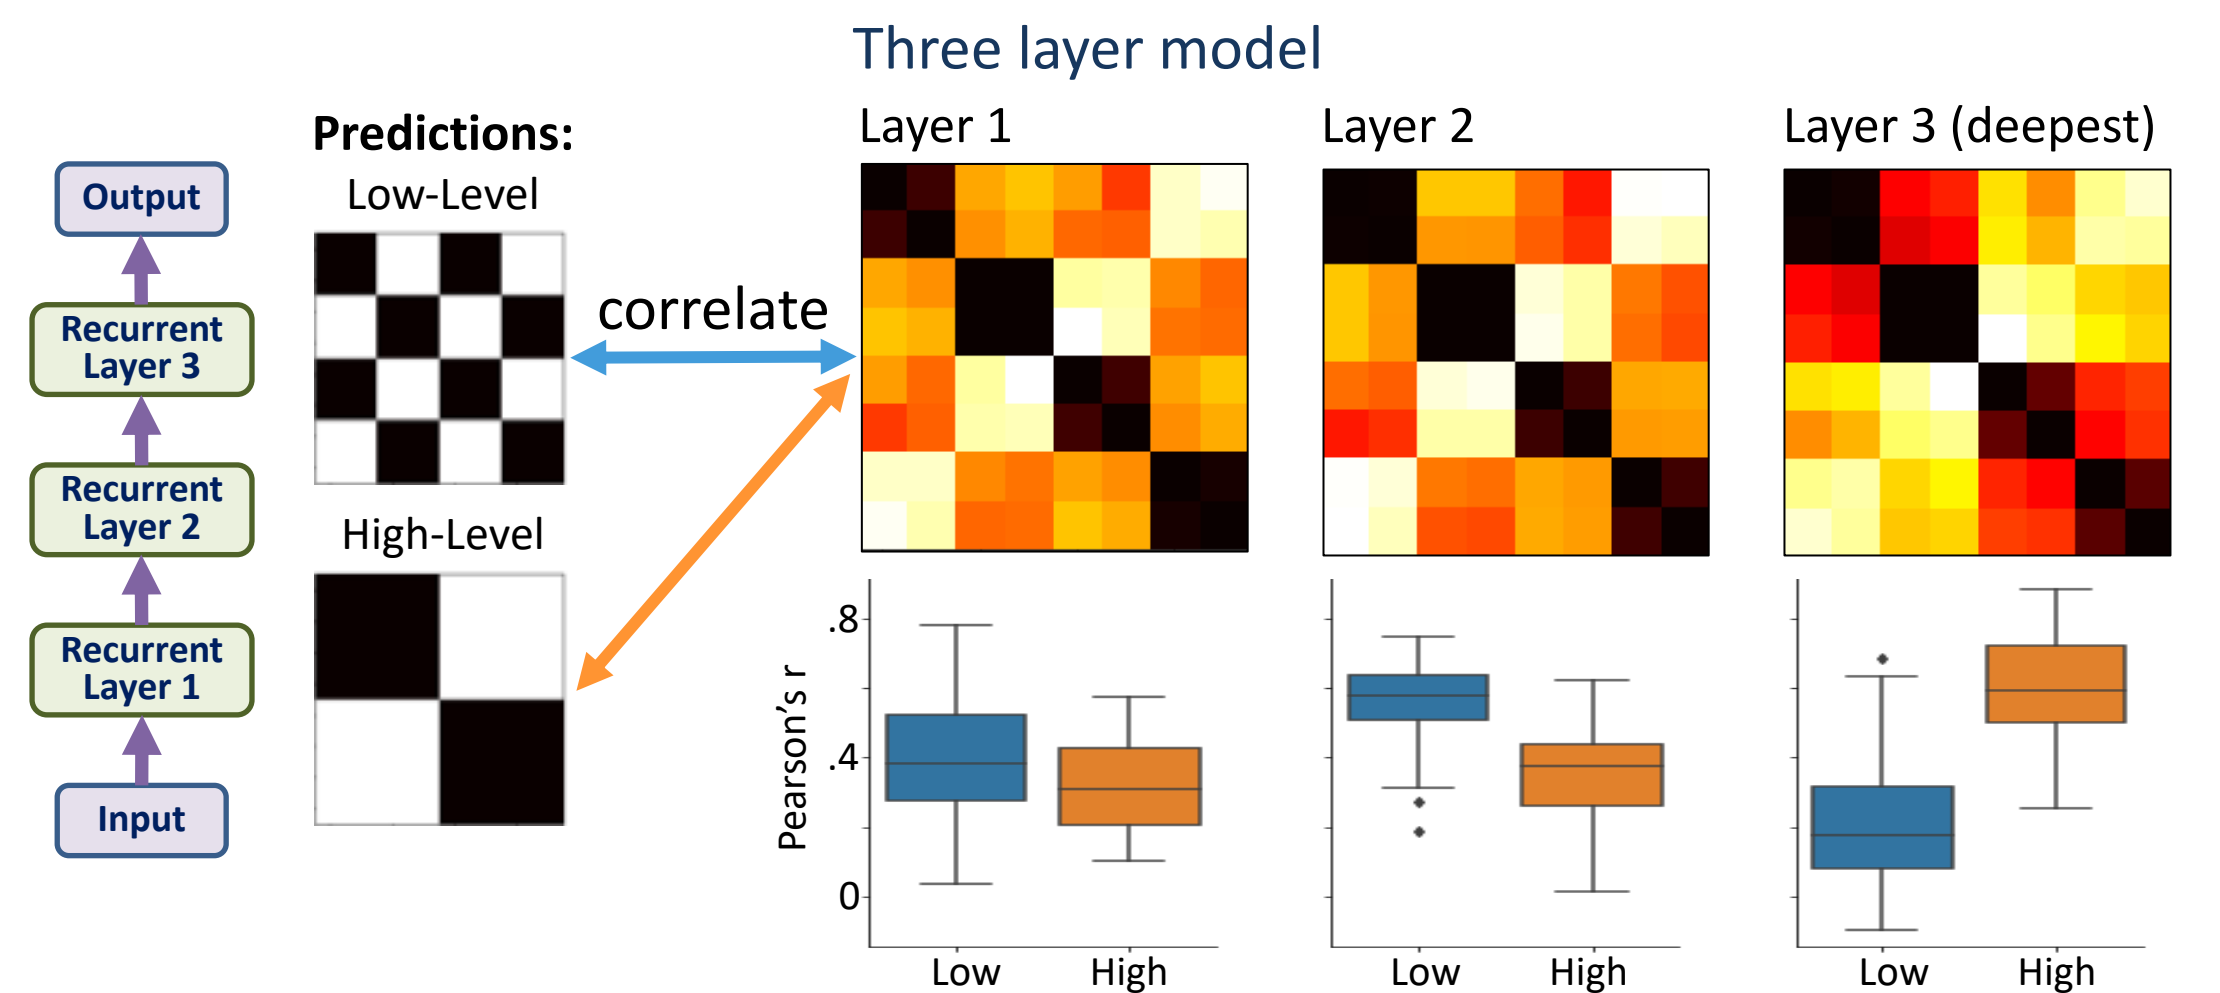 Three layer model
Predictions:
Low-Level
High-Level
correlate
Output
Recurrent
Layer 3
Recurrent
Layer 2
Recurrent
Layer 1
Input
Layer 1
Layer 2
Layer 3 (deepest)
Pearson’s r
.8
.4
0
Low
High
Low
High
Low
High